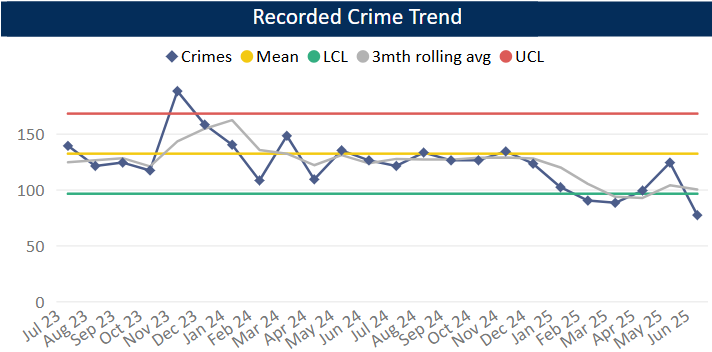 Recorded Crime Trend
Crimes Mean LCL 3mth rolling avg UCL
150
100
50
0
Jul 23 Aug 23 Sep 23 Oct 23 Nov 23 Dec 23 Jan 24 Feb 24 Mar 24 Apr 24 May 24 Jun 24 Jul 24 Aug 24 Sep 24 Oct 24 Nov 24 Dec 24 Jan 25 Feb 25 Mar 25 Apr 25 May 25 Jun 25